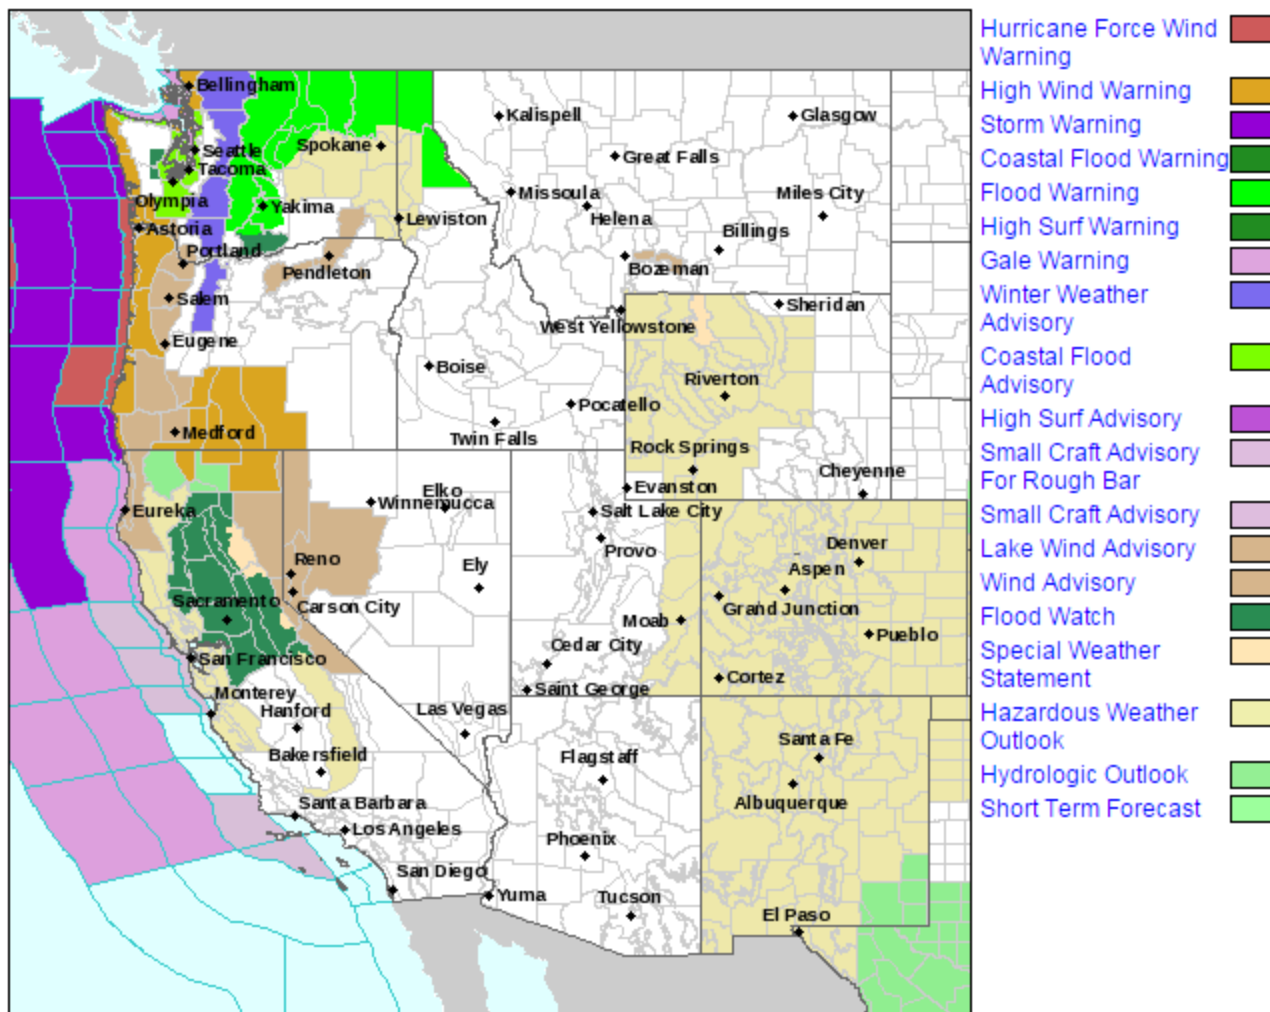 Hurricane Force Wind
Warning
High Wind Warning
Storm Warning
Coastal Flood Warning
Flood Warning
High Surf Warning
Gale Warning
Winter Weather
Advisory
Coastal Flood
Advisory
High Surf Advisory
Small Craft Advisory
For Rough Bar
Small Craft Advisory
Lake Wind Advisory
Wind Advisory
Flood Watch
Special Weather
Statement
Hazardous Weather
Outlook
Hydrologic Outlook
Short Term Forecast
Bellingham
Kalispell
Glasgow
Spokane
Seattle
Great Falls
Tacoma
Missoula
Miles City
Olympia
Yakima
Helena
Lewiston
Astoria
Billings
Portland
Pendleton
Bozeman
Salem
Sheridan
West Yellowstone
Eugene
Boise
Riverton
Pocatello
Medford
Twin Falls
Rock Springs
Cheyenne
Elko
Evanston
Winnemucca
Eureka
Salt Lake City
Denver
Provo
Reno
Ely
Aspen
Sacramento
Carson City
Grand Junction
Moab
Pueblo
Cedar City
San Francisco
Cortez
Saint George
Monterey
Hanford
Las Vegas
Santa Fe
Bakersfield
Flagstaff
Albuquerque
Santa Barbara
Los Angeles
Phoenix
San Diego
Yuma
Tucson
El Paso